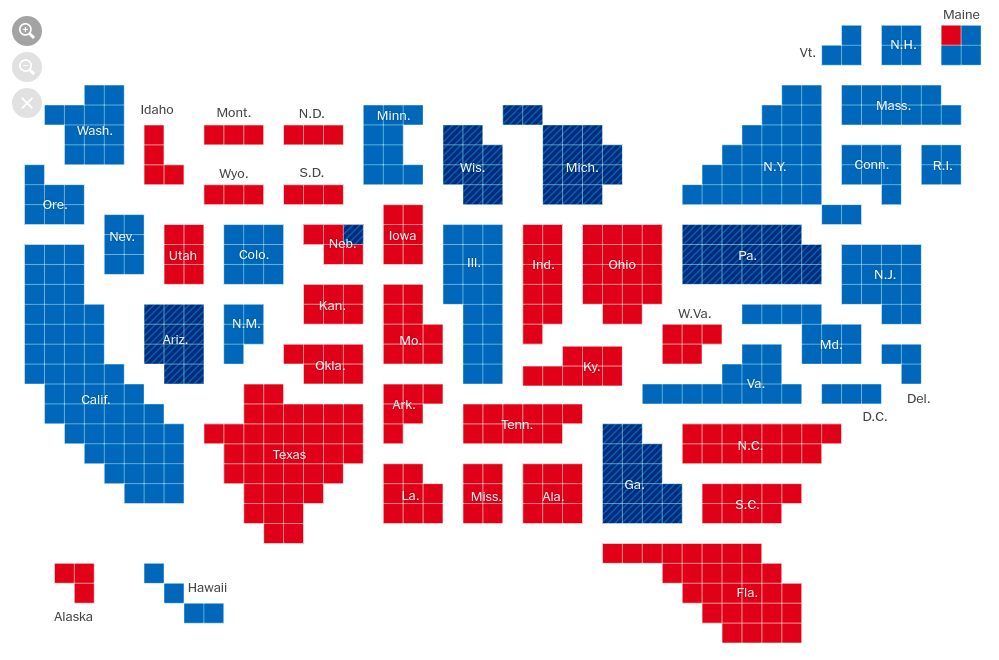 Maine
Vt.
N.H.
Idaho
Mont.
N.D.
Minn.
Mass.
Wash.
Wis.
Mich.
N.Y.
Conn.
R.I.
Wyo.
S.D.
Ore.
Nev.
Utah
Colo.
Neb.
Iowa
Ill.
Ind.
Ohio
Pa.
N.J.
Kan.
W.Va.
Ariz.
N.M.
Mo.
Md.
Okla.
Ky.
Va.
Del.
Calif.
Ark.
D.C.
Tenn.
N.C.
Texas
La.
Miss.
Ala.
Ga.
S.C.
Hawaii
Fla.
Alaska